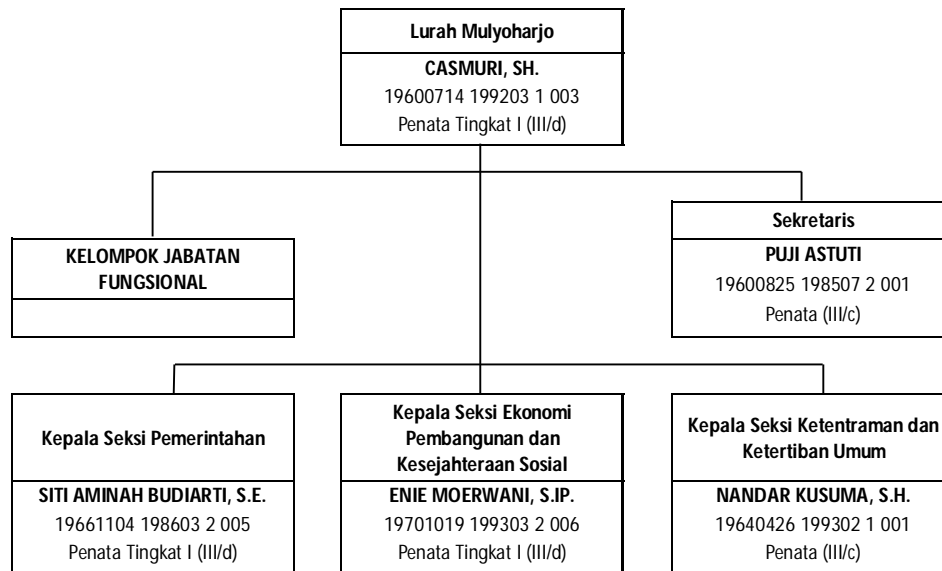 Lurah Mulyoharjo
CASMURI, SH.
19600714 199203 1 003
Penata Tingkat I (III/d)
KELOMPOK JABATAN
FUNGSIONAL
Sekretaris
PUJI ASTUTI
19600825 198507 2 001
Penata (III/c)
Kepala Seksi Pemerintahan
SITI AMINAH BUDIARTI, S.E.
19661104 198603 2 005
Penata Tingkat I (III/d)
Kepala Seksi Ekonomi
Pembangunan dan
Kesejahteraan Sosial
ENIE MOERWANI, S.IP.
19701019 199303 2 006
Penata Tingkat I (III/d)
Kepala Seksi Ketentraman dan
Ketertiban Umum
NANDAR KUSUMA, S.H.
19640426 199302 1 001
Penata (III/c)